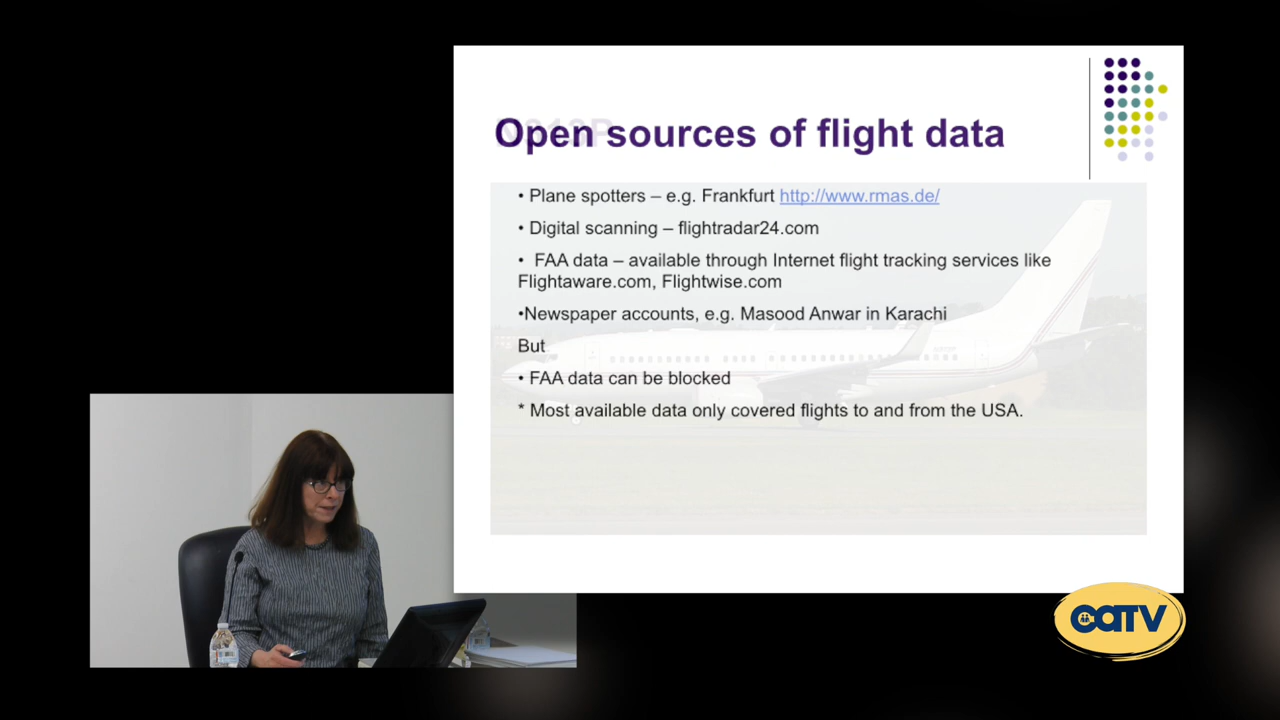 Open sources of flight data
• Plane spotters – e.g. Frankfurt http://www.rmas.de/
• Digital scanning – flightradar24.com
• FAA data – available through Internet flight tracking services like
Flightaware.com, Flightwise.com
•Newspaper accounts, e.g. Masood Anwar in Karachi
But
• FAA data can be blocked
* Most available data only covered flights to and from the USA.
CATV